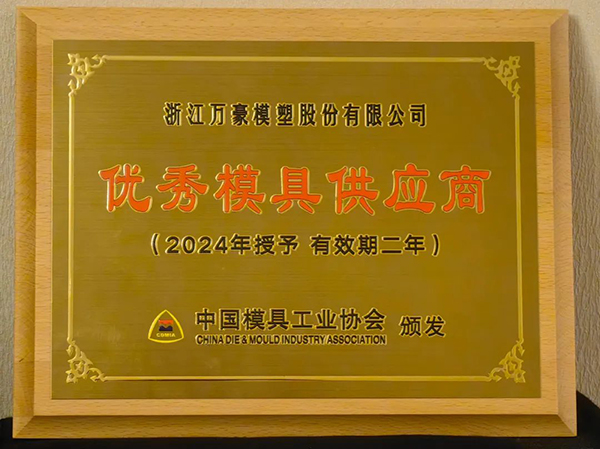 浙江万豪模塑股份有限公司
优秀模具供应商
（2024年授予 有效期二年）
CDMIA
中国模具工业协会 颁发
CHINA DIE & MOULD INDUSTRY ASSOCIATION